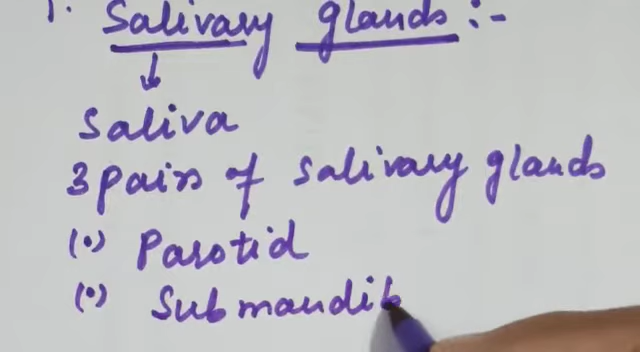 1. Salivary glands :-
↓
Saliva
3 pairs of salivary glands
(•) Parotid
(•) Submandib